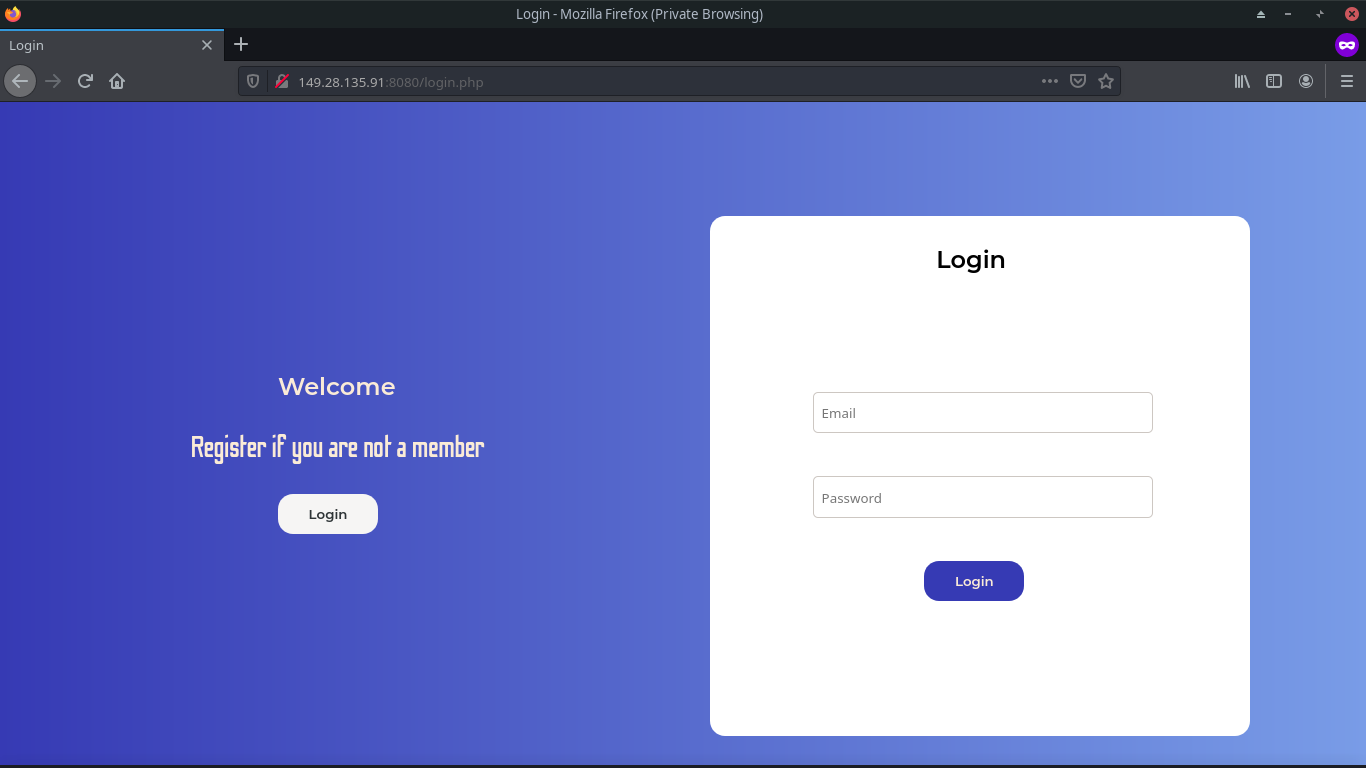 Login - Mozilla Firefox (Private Browsing)
Login
149.28.135.91:8080/login.php
Login
Welcome
Email
Register if you are not a member
Password
Login
Login